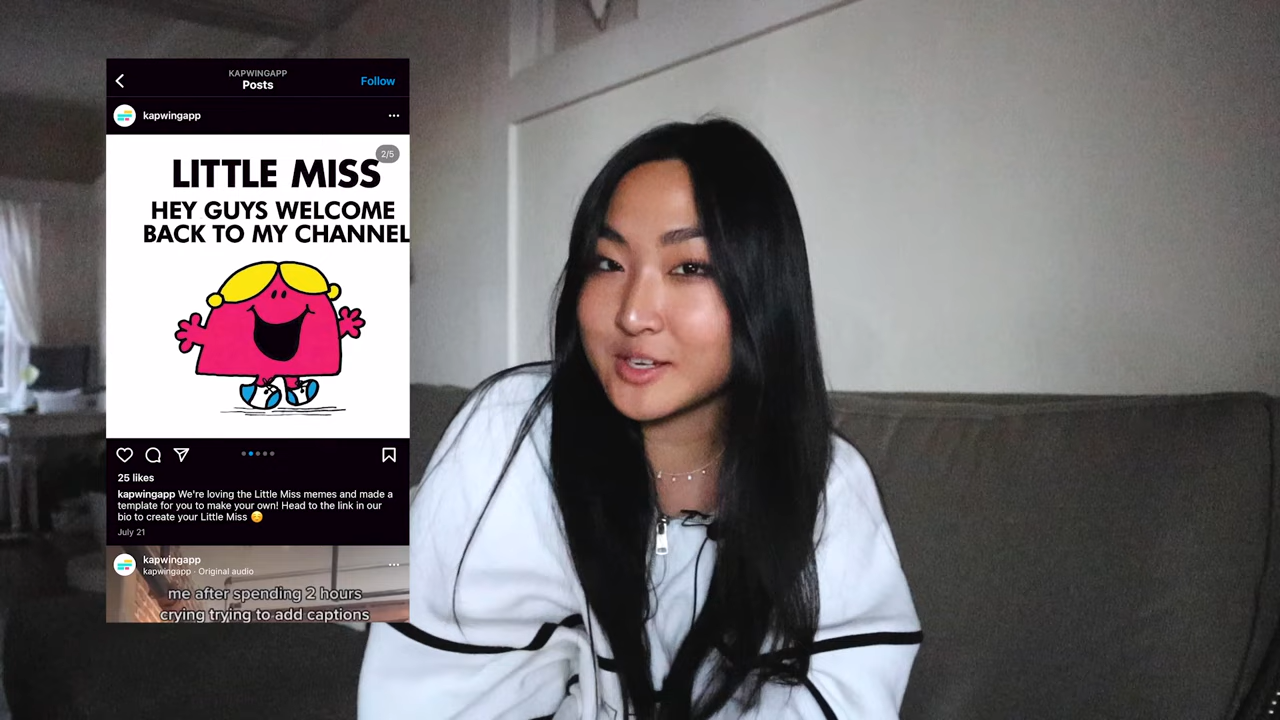 KAPWINGAPP
Posts
Follow
kapwingapp
2/5
LITTLE MISS
HEY GUYS WELCOME
BACK TO MY CHANNEL
25 likes
kapwingapp We're loving the Little Miss memes and made a
template for you to make your own! Head to the link in our
bio to create your Little Miss 😊
July 21
kapwingapp
kapwingapp · Original audio
me after spending 2 hours
crying trying to add captions